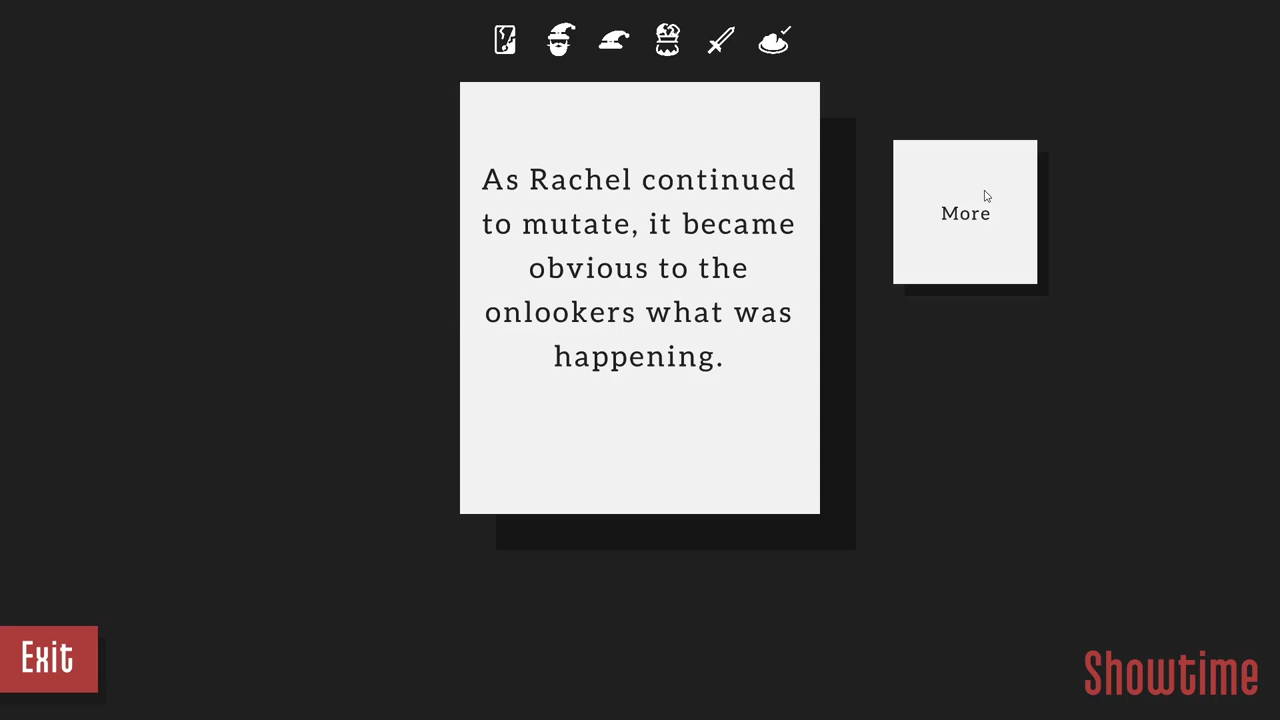 As Rachel continued
to mutate, it became
obvious to the
onlookers what was
happening.
More
Exit
Showtime